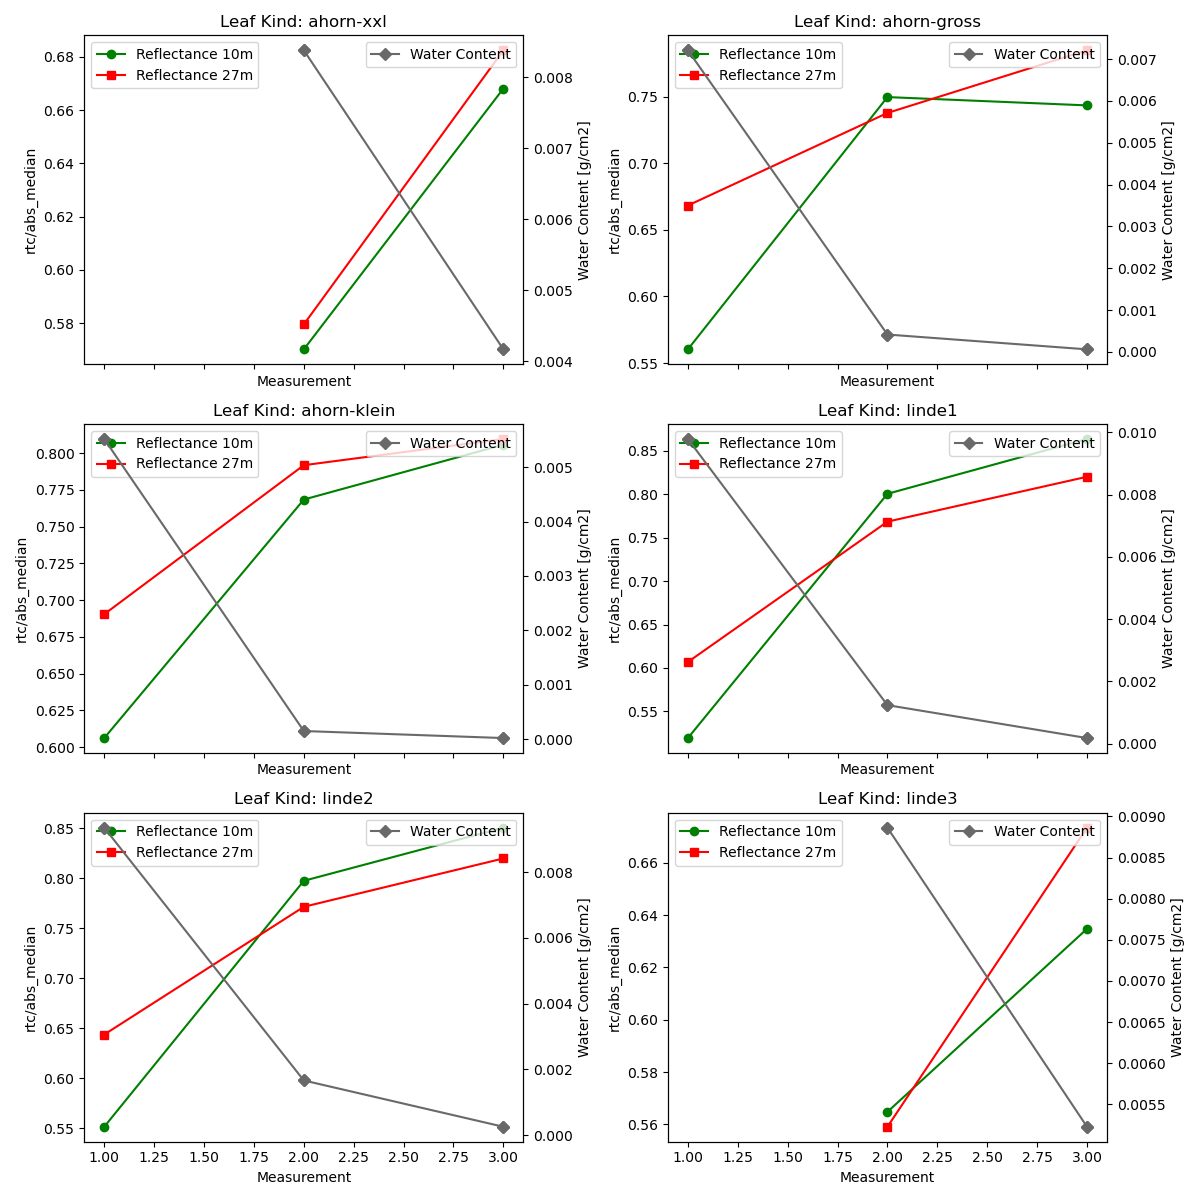 Leaf Kind: ahorn-xxl
Reflectance 10m
Reflectance 27m
Water Content
0.68
0.66
0.64
0.62
0.60
0.58
rtc/abs_median
0.008
0.007
0.006
0.005
0.004
Water Content [g/cm2]
Measurement
Leaf Kind: ahorn-gross
Reflectance 10m
Reflectance 27m
Water Content
0.75
0.70
0.65
0.60
0.55
rtc/abs_median
0.007
0.006
0.005
0.004
0.003
0.002
0.001
0.000
Water Content [g/cm2]
Measurement
Leaf Kind: ahorn-klein
Reflectance 10m
Reflectance 27m
Water Content
0.800
0.775
0.750
0.725
0.700
0.675
0.650
0.625
0.600
rtc/abs_median
0.005
0.004
0.003
0.002
0.001
0.000
Water Content [g/cm2]
Measurement
Leaf Kind: linde1
Reflectance 10m
Reflectance 27m
Water Content
0.85
0.80
0.75
0.70
0.65
0.60
0.55
rtc/abs_median
0.010
0.008
0.006
0.004
0.002
0.000
Water Content [g/cm2]
Measurement
Leaf Kind: linde2
Reflectance 10m
Reflectance 27m
Water Content
0.85
0.80
0.75
0.70
0.65
0.60
0.55
rtc/abs_median
0.008
0.006
0.004
0.002
0.000
Water Content [g/cm2]
1.00 1.25 1.50 1.75 2.00 2.25 2.50 2.75 3.00
Measurement
Leaf Kind: linde3
Reflectance 10m
Reflectance 27m
Water Content
0.66
0.64
0.62
0.60
0.58
0.56
rtc/abs_median
0.0090
0.0085
0.0080
0.0075
0.0070
0.0065
0.0060
0.0055
Water Content [g/cm2]
1.00 1.25 1.50 1.75 2.00 2.25 2.50 2.75 3.00
Measurement